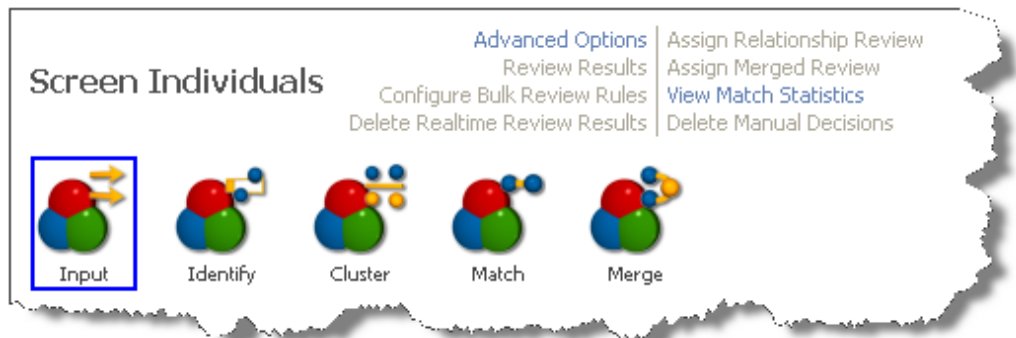 Screen Individuals
Advanced Options
Review Results
Configure Bulk Review Rules
Delete Realtime Review Results
Assign Relationship Review
Assign Merged Review
View Match Statistics
Delete Manual Decisions
Input
Identify
Cluster
Match
Merge